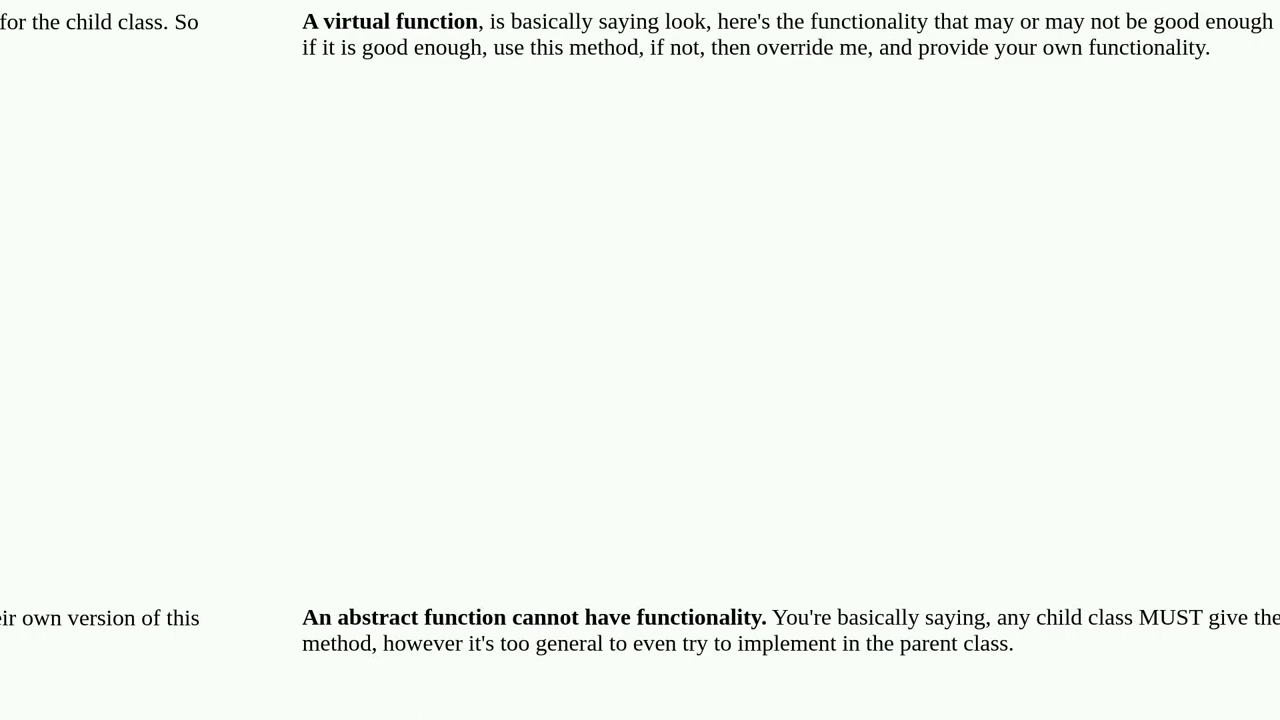 for the child class. So
A virtual function, is basically saying look, here's the functionality that may or may not be good enough
if it is good enough, use this method, if not, then override me, and provide your own functionality.
eir own version of this
An abstract function cannot have functionality. You're basically saying, any child class MUST give the
method, however it's too general to even try to implement in the parent class.